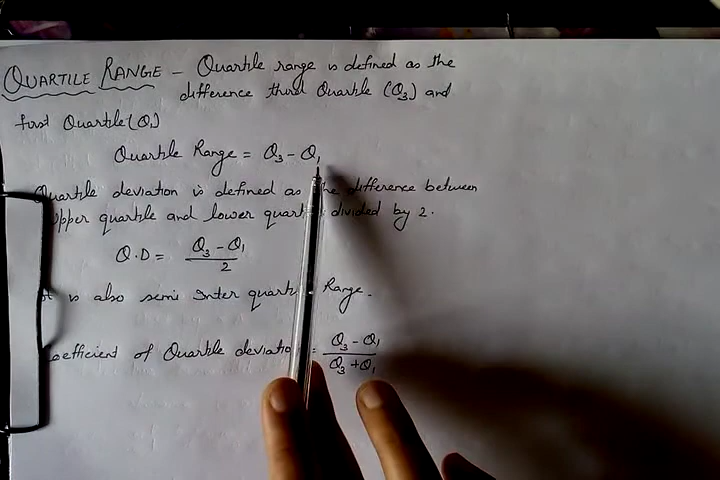 QUARTILE RANGE – Quartile range is defined as the
difference third Quartile (Q3) and
first Quartile (Q1)
Quartile Range = Q3 – Q1
Quartile deviation is defined as the difference between
upper quartile and lower quart divided by 2.
Q.D = Q3 – Q1 / 2
It is also semi Inter quart Range.
oefficient of Quartile deviation = Q3 – Q1 / Q3 + Q1